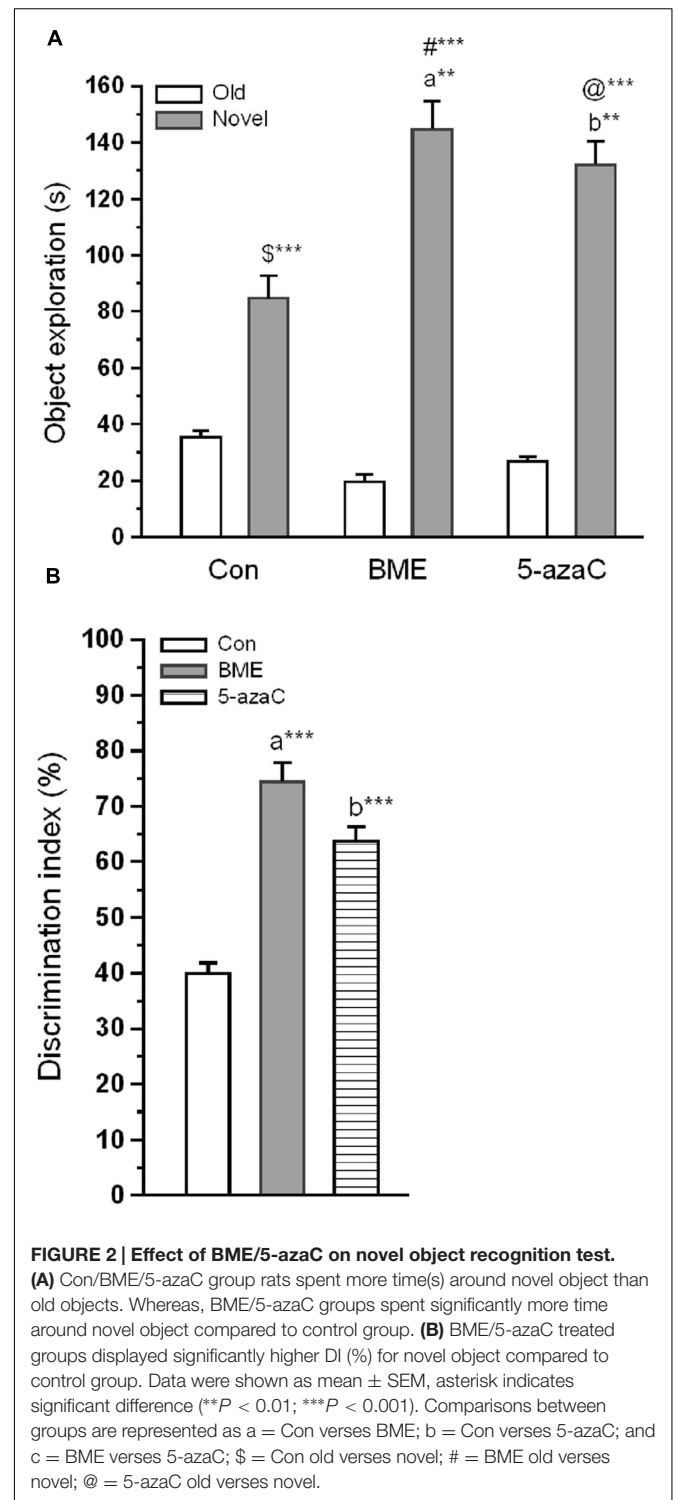 A
#***
a**
@***
b**
160
Old
Novel
140
120
100
$***
80
60
40
20
0
Object exploration (s)
Con BME 5-azaC
B
100
Con
90
BME
5-azaC
80
a***
70
b***
60
50
40
30
20
10
0
Discrimination index (%)
FIGURE 2 | Effect of BME/5-azaC on novel object recognition test.
(A) Con/BME/5-azaC group rats spent more time(s) around novel object than
old objects. Whereas, BME/5-azaC groups spent significantly more time
around novel object compared to control group. (B) BME/5-azaC treated
groups displayed significantly higher DI (%) for novel object compared to
control group. Data were shown as mean ± SEM, asterisk indicates
significant difference (**P < 0.01; ***P < 0.001). Comparisons between
groups are represented as a = Con verses BME; b = Con verses 5-azaC; and
c = BME verses 5-azaC; $ = Con old verses novel; # = BME old verses
novel; @ = 5-azaC old verses novel.